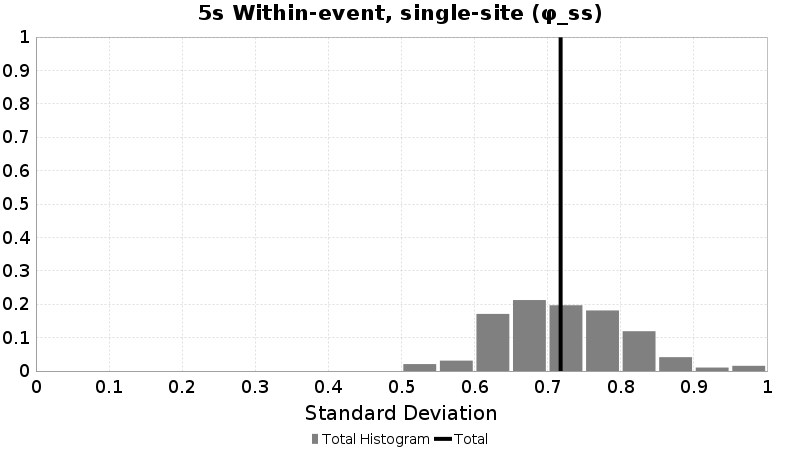 5s Within-event, single-site (φ_ss)
1
0.9
0.8
0.7
0.6
0.5
0.4
0.3
0.2
0.1
0
0 0.1 0.2 0.3 0.4 0.5 0.6 0.7 0.8 0.9 1
Standard Deviation
Total Histogram Total